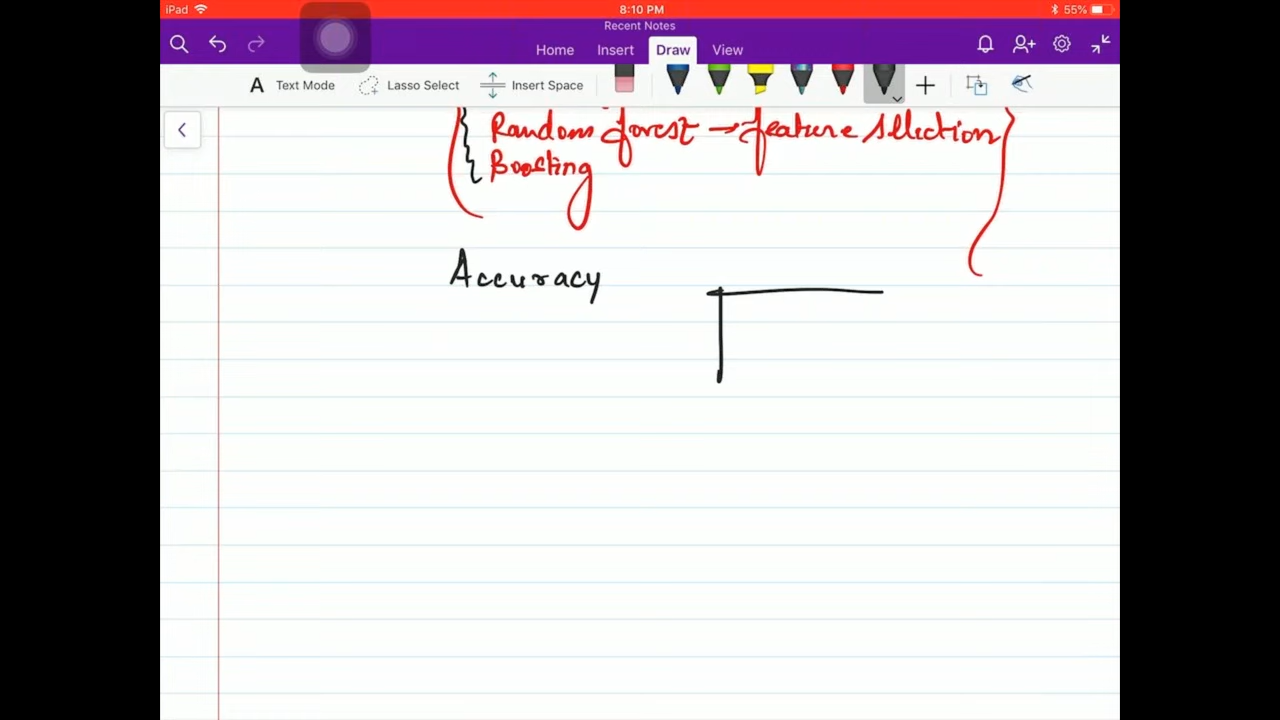 iPad 8:10 PM 55%
Recent Notes
Home Insert Draw View
A Text Mode Lasso Select Insert Space
Random forest → feature sellection
Boosting
Accuracy